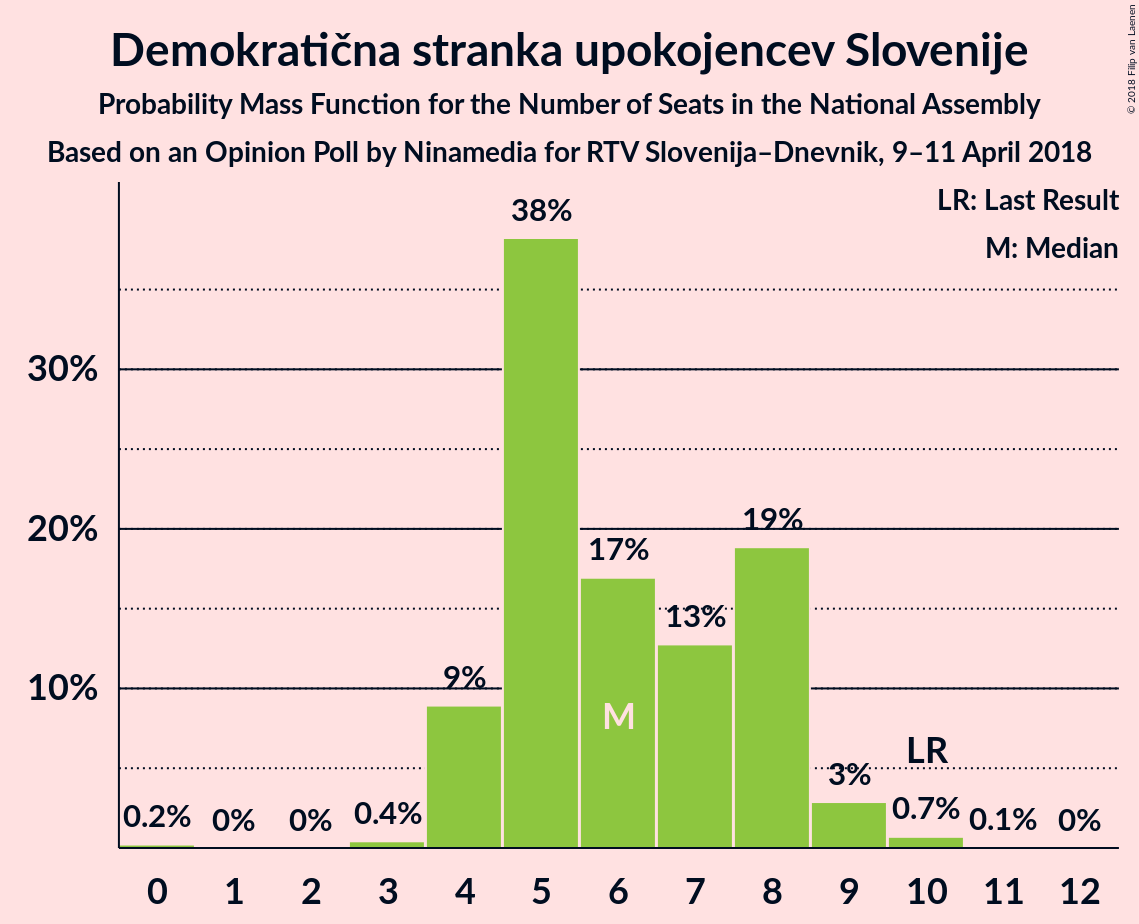 Demokratična stranka upokojencev Slovenije
Probability Mass Function for the Number of Seats in the National Assembly
Based on an Opinion Poll by Ninamedia for RTV Slovenija–Dnevnik, 9–11 April 2018
© 2018 Filip van Laenen
LR: Last Result
M: Median
38%
30%
20%
19%
17%
13%
10%
9%
M
LR
3%
0.2%
0%
0%
0.4%
0.7%
0.1%
0%
0 1 2 3 4 5 6 7 8 9 10 11 12